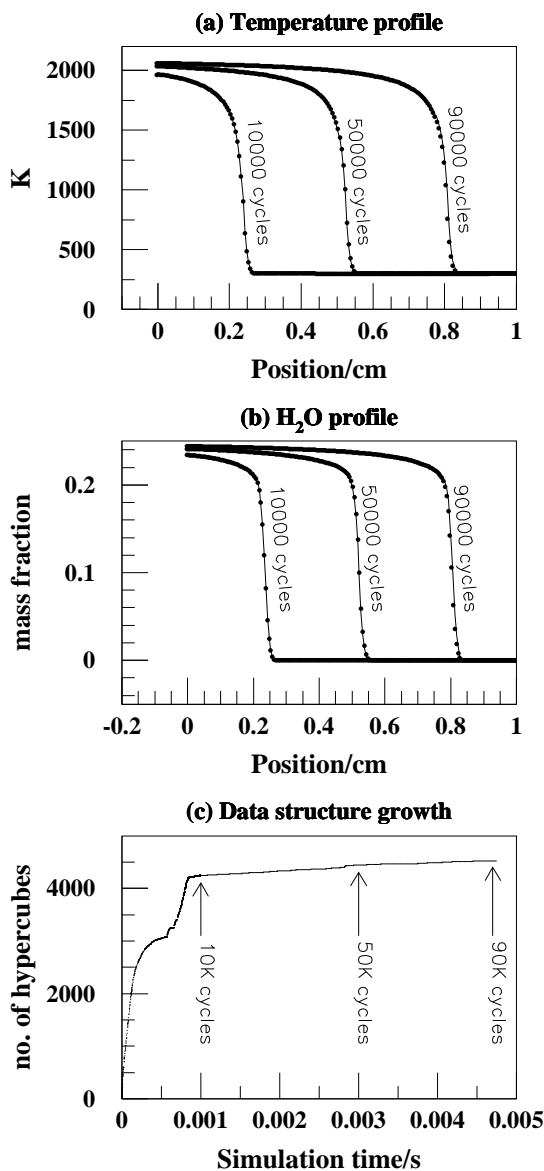 (a) Temperature profile
2000
1500
1000
500
0
K
10000 cycles
50000 cycles
90000 cycles
0
0.2
0.4
0.6
0.8
1
Position/cm
(b) H₂O profile
0.2
0.1
0
mass fraction
10000 cycles
50000 cycles
90000 cycles
-0.2
0
0.2
0.4
0.6
0.8
1
Position/cm
(c) Data structure growth
4000
2000
0
no. of hypercubes
10K cycles
50K cycles
90K cycles
0
0.001
0.002
0.003
0.004
0.005
Simulation time/s